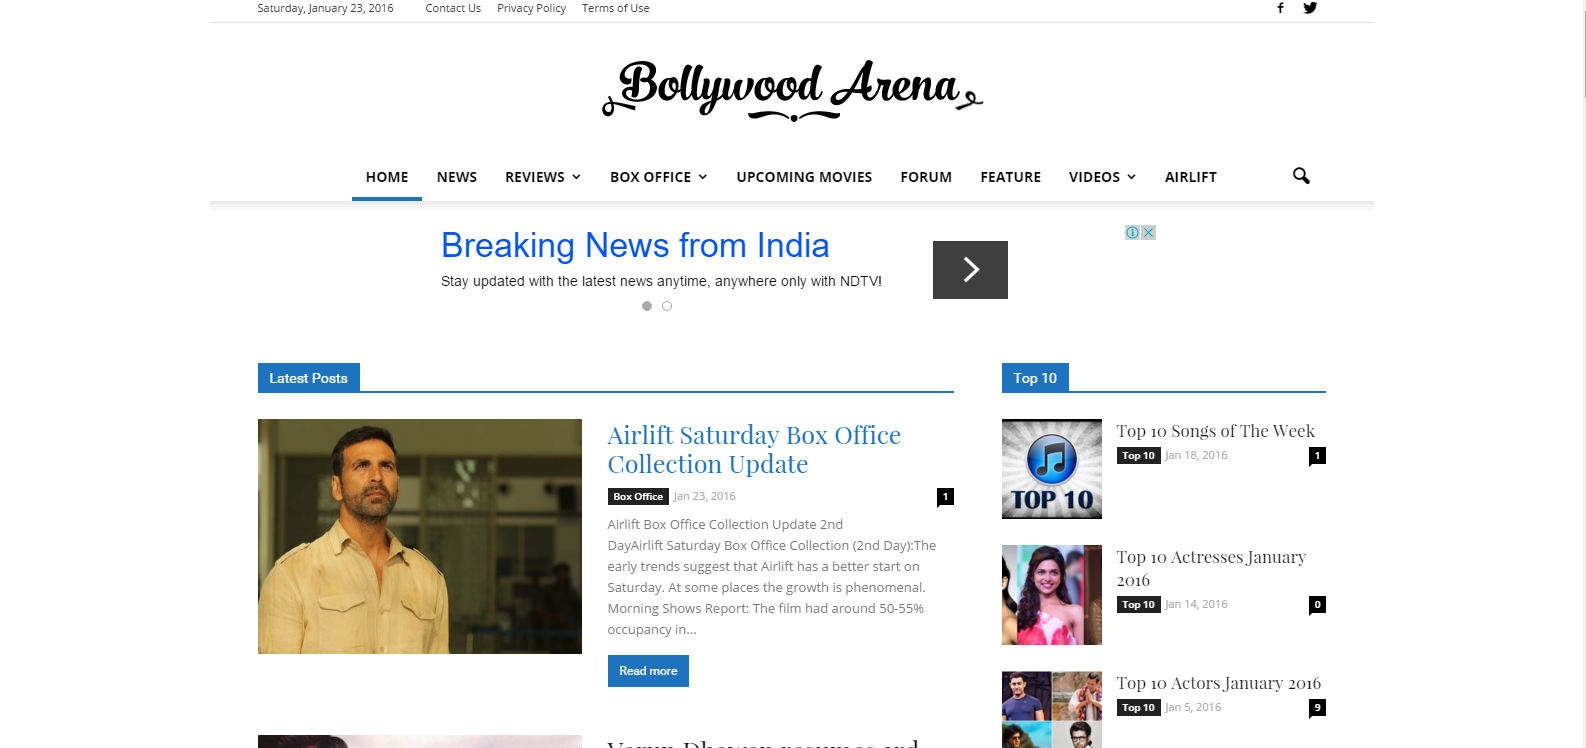 Saturday, January 23, 2016 Contact Us Privacy Policy Terms of Use
Bollywood Arena
HOME NEWS REVIEWS BOX OFFICE UPCOMING MOVIES FORUM FEATURE VIDEOS AIRLIFT
Breaking News from India
Stay updated with the latest news anytime, anywhere only with NDTV!
Latest Posts
Airlift Saturday Box Office
Collection Update
Box Office Jan 23, 2016 1
Airlift Box Office Collection Update 2nd
DayAirlift Saturday Box Office Collection (2nd Day):The
early trends suggest that Airlift has a better start on
Saturday. At some places the growth is phenomenal.
Morning Shows Report: The film had around 50-55%
occupancy in...
Read more
Top 10
TOP 10
Top 10 Songs of The Week
Top 10 Jan 18, 2016 1
Top 10 Actresses January
2016
Top 10 Jan 14, 2016 0
Top 10 Actors January 2016
Top 10 Jan 5, 2016 9